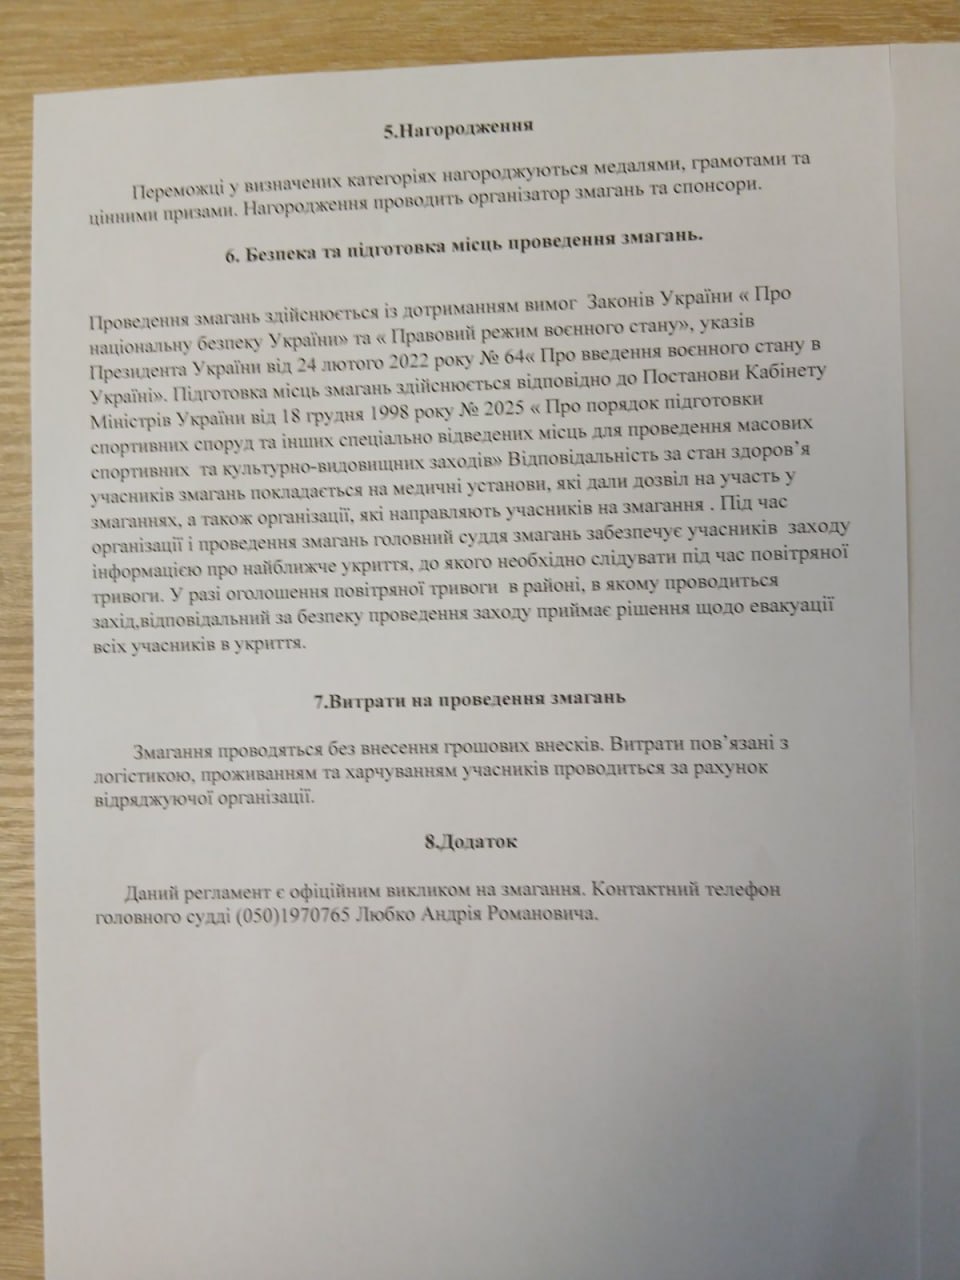 5.Нагородження
Переможці у визначених категоріях нагороджуються медалями, грамотами та
цінними призами. Нагородження проводить організатор змагань та спонсори.
6. Безпека та підготовка місць проведення змагань.
Проведення змагань здійснюється із дотриманням вимог Законів України « Про
національну безпеку України» та « Правовий режим воєнного стану», указів
Президента України від 24 лютого 2022 року № 64« Про введення воєнного стану в
Україні». Підготовка місць змагань здійснюється відповідно до Постанови Кабінету
Міністрів України від 18 грудня 1998 року № 2025 « Про порядок підготовки
спортивних споруд та інших спеціально відведених місць для проведення масових
спортивних та культурно-видовищних заходів» Відповідальність за стан здоров’я
учасників змагань покладається на медичні установи, які дали дозвіл на участь у
змаганнях, а також організації, які направляють учасників на змагання . Під час
організації і проведення змагань головний суддя змагань забезпечує учасників заходу
інформацією про найближче укриття, до якого необхідно слідувати під час повітряної
тривоги. У разі оголошення повітряної тривоги в районі, в якому проводиться
захід,відповідальний за безпеку проведення заходу приймає рішення щодо евакуації
всіх учасників в укриття.
7.Витрати на проведення змагань
Змагання проводяться без внесення грошових внесків. Витрати пов’язані з
логістикою, проживанням та харчуванням учасників проводиться за рахунок
відряджуючої організації.
8.Додаток
Даний регламент є офіційним викликом на змагання. Контактний телефон
головного судді (050)1970765 Любко Андрія Романовича.